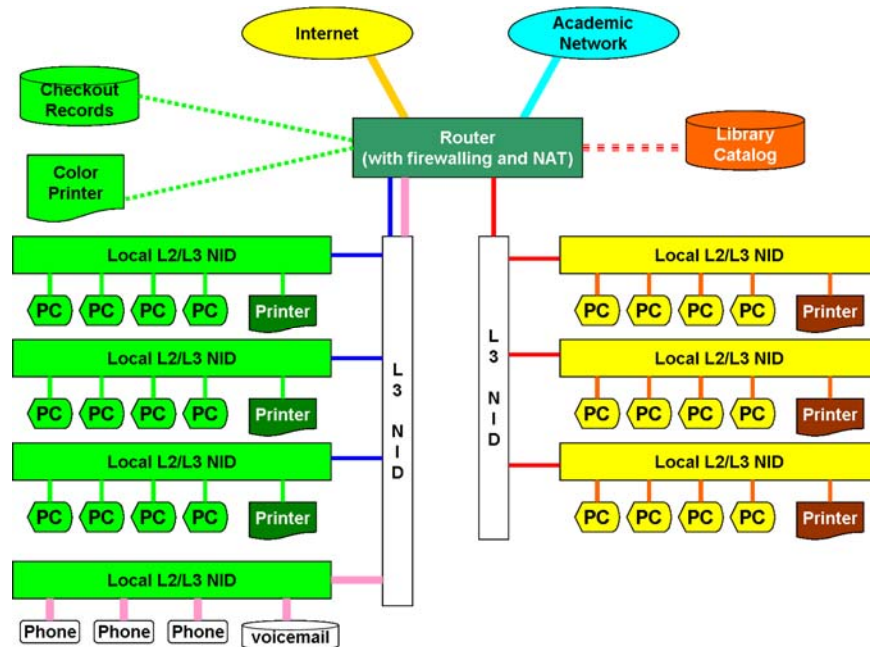 Internet
Academic
Network
Checkout
Records
Router
(with firewalling and NAT)
Library
Catalog
Color
Printer
Local L2/L3 NID
PC PC PC PC Printer
Local L2/L3 NID
PC PC PC PC Printer
Local L2/L3 NID
PC PC PC PC Printer
Local L2/L3 NID
Phone Phone Phone voicemail
L
3
N
I
D
L
3
N
I
D
Local L2/L3 NID
PC PC PC PC Printer
Local L2/L3 NID
PC PC PC PC Printer
Local L2/L3 NID
PC PC PC PC Printer